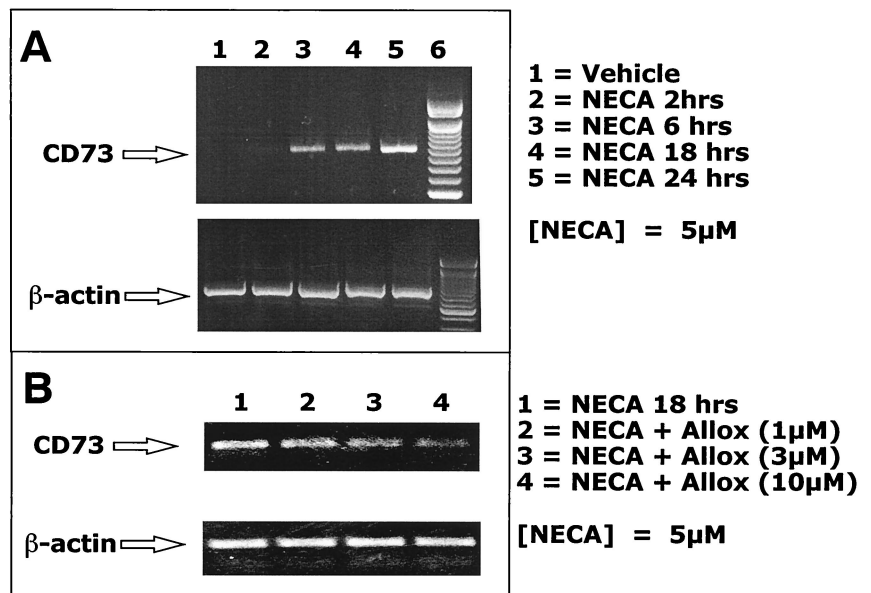 A
1 2 3 4 5 6
CD73
β-actin
1 = Vehicle
2 = NECA 2hrs
3 = NECA 6 hrs
4 = NECA 18 hrs
5 = NECA 24 hrs
[NECA] = 5µM
B
1 2 3 4
CD73
β-actin
1 = NECA 18 hrs
2 = NECA + Allox (1µM)
3 = NECA + Allox (3µM)
4 = NECA + Allox (10µM)
[NECA] = 5µM